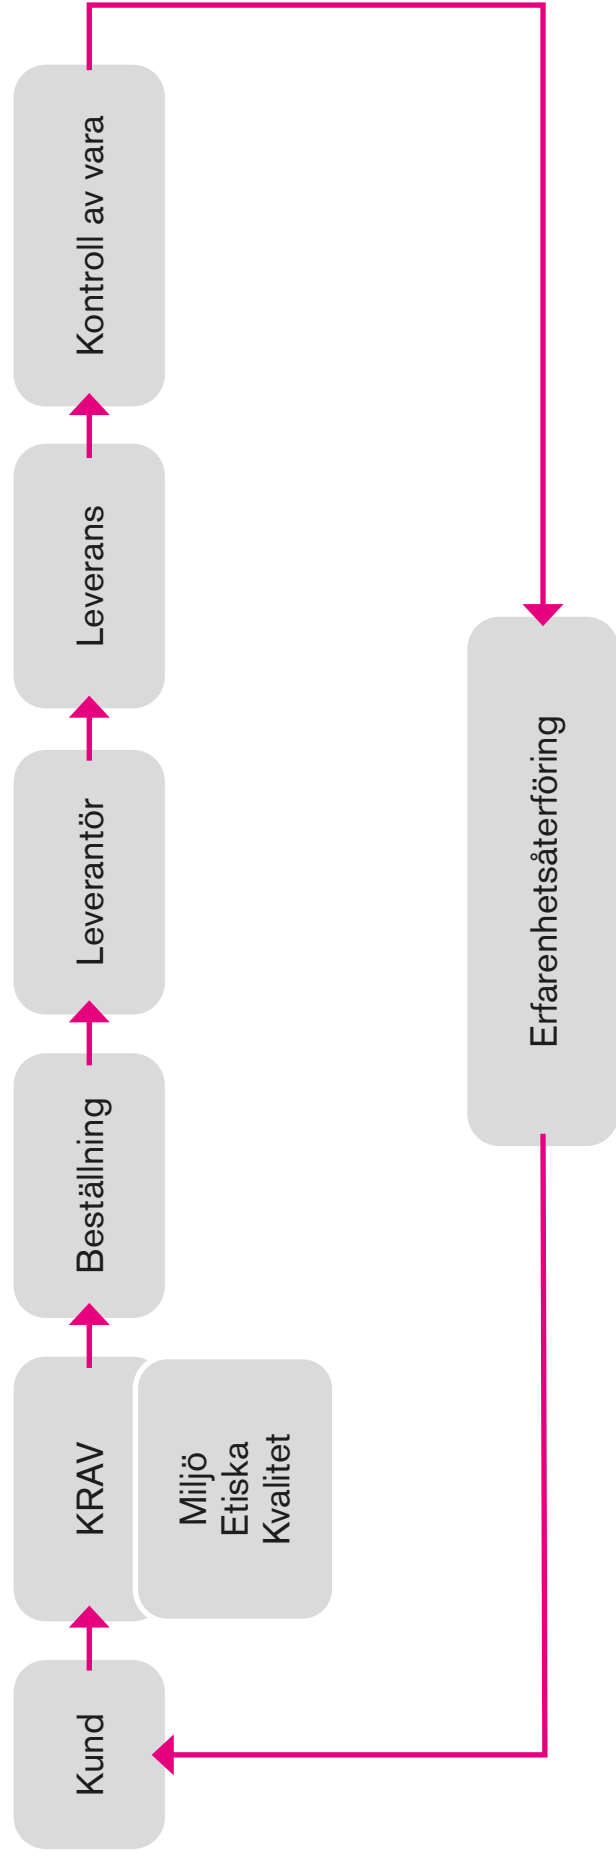 Kund
KRAV
Miljö
Etiska
Kvalitet
Beställning
Leverantör
Leverans
Kontroll av vara
Erfarenhetsåterföring